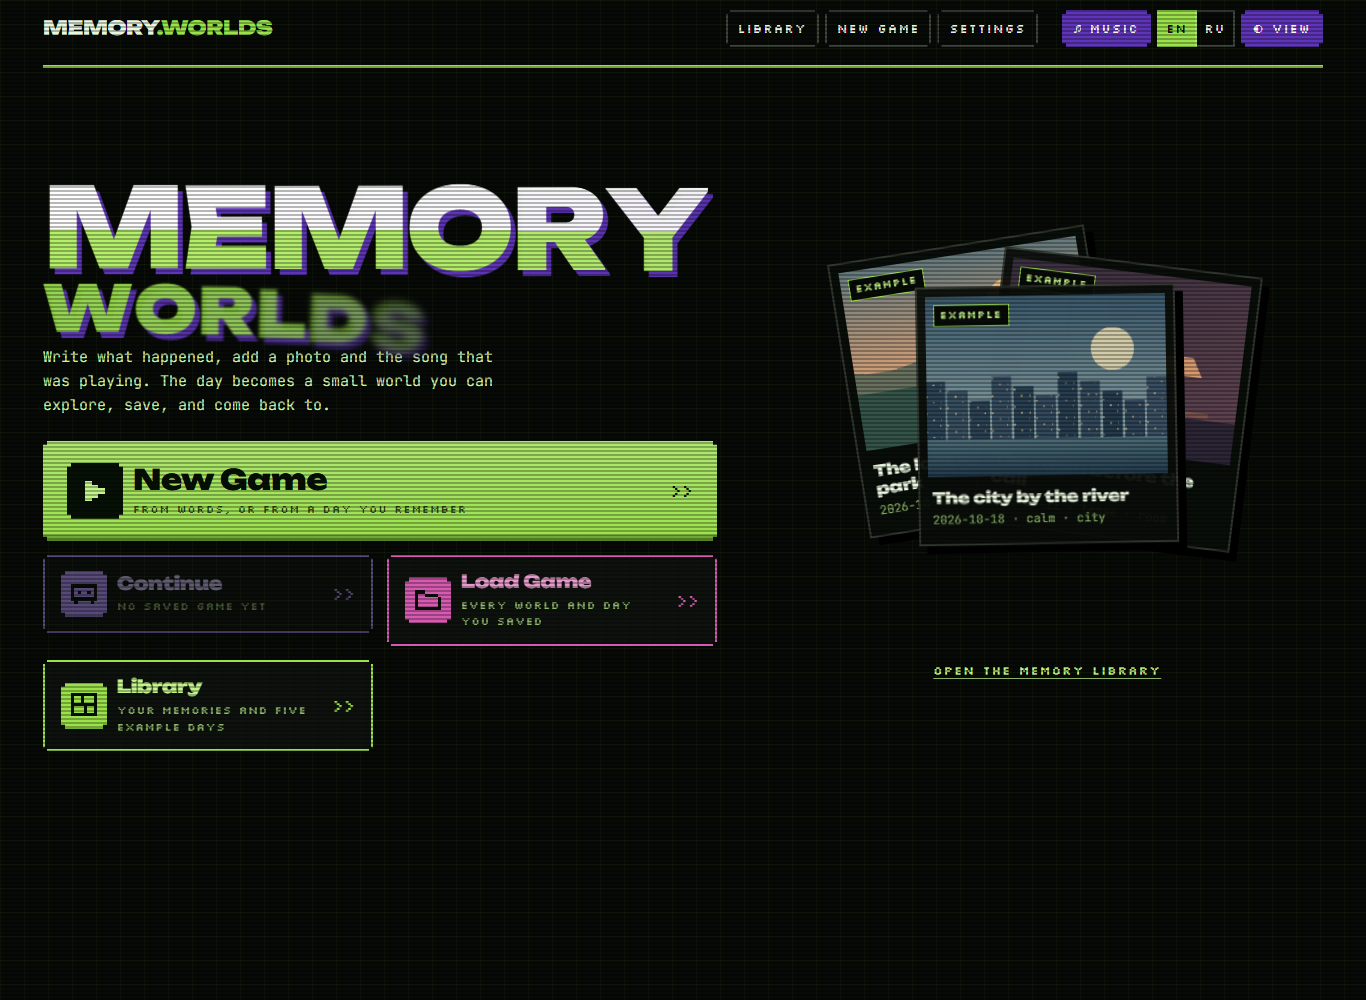 MEMORY.WORLDS
LIBRARY
NEW GAME
SETTINGS
♫ MUSIC
EN
RU
◐ VIEW
MEMORY
WORLDS
Write what happened, add a photo and the song that
was playing. The day becomes a small world you can
explore, save, and come back to.
New Game
FROM WORDS, OR FROM A DAY YOU REMEMBER
>>
Continue
NO SAVED GAME YET
>>
Load Game
EVERY WORLD AND DAY
YOU SAVED
>>
Library
YOUR MEMORIES AND FIVE
EXAMPLE DAYS
>>
EXAMPLE
EXAMPLE
EXAMPLE
The
2026-1
The city by the river
2026-10-18 · calm · city
OPEN THE MEMORY LIBRARY